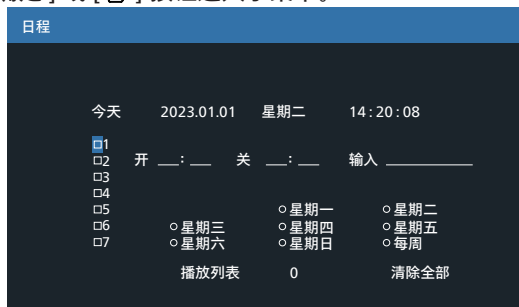 日程
今天 2023.01.01 星期二 14:20:08
□1
□2 开 __:__ 关 __:__ 输入 ________
□3
□4
□5 ○星期一 ○星期二
□6 ○星期三 ○星期四 ○星期五
□7 ○星期六 ○星期日 ○每周
播放列表 0 清除全部